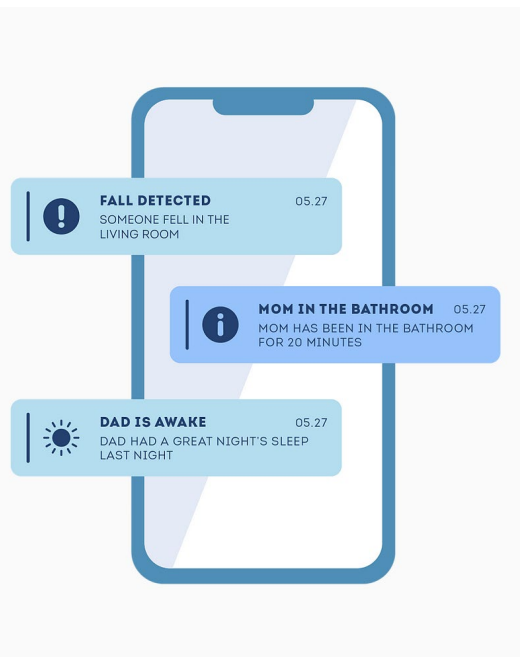 FALL DETECTED 05.27
SOMEONE FELL IN THE
LIVING ROOM
MOM IN THE BATHROOM 05.27
MOM HAS BEEN IN THE BATHROOM
FOR 20 MINUTES
DAD IS AWAKE 05.27
DAD HAD A GREAT NIGHT'S SLEEP
LAST NIGHT